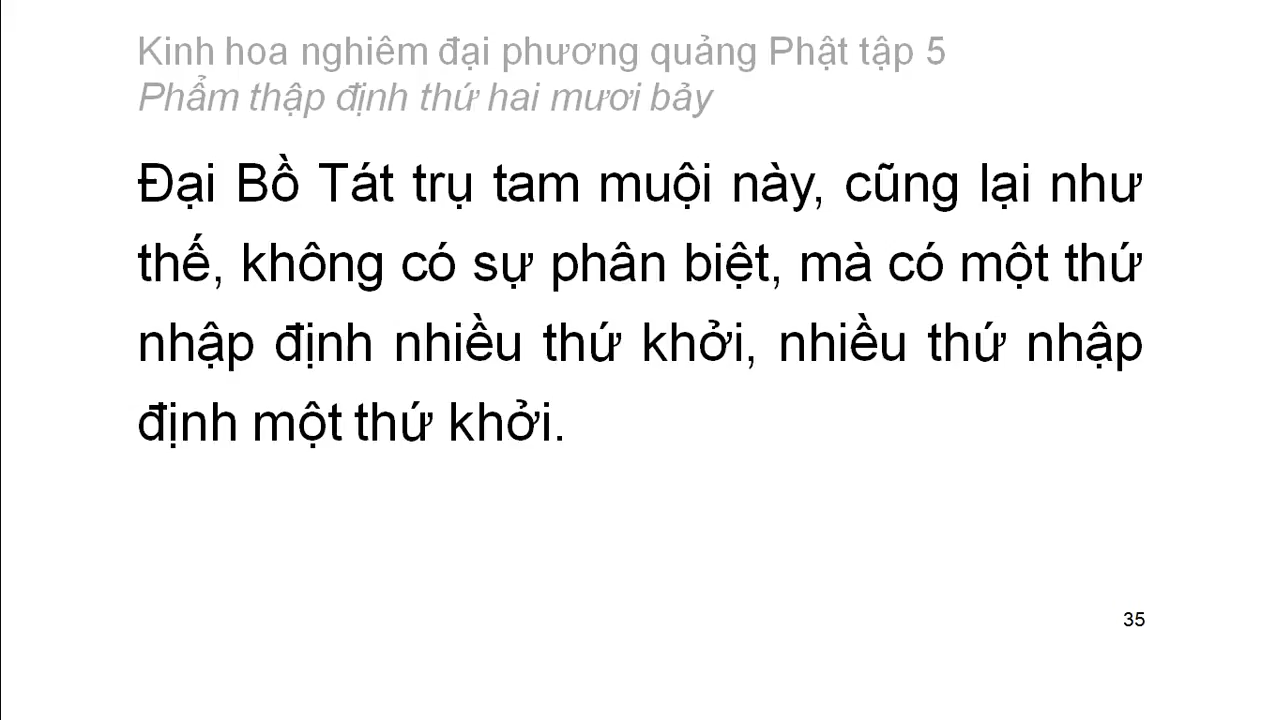 Kinh hoa nghiêm đại phương quảng Phật tập 5
Phẩm thập định thứ hai mươi bảy
Đại Bồ Tát trụ tam muội này, cũng lại như
thế, không có sự phân biệt, mà có một thứ
nhập định nhiều thứ khởi, nhiều thứ nhập
định một thứ khởi.
35